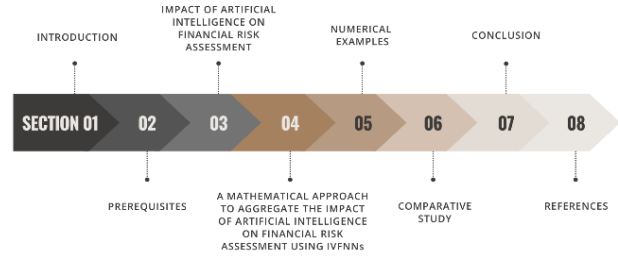 INTRODUCTION
IMPACT OF ARTIFICIAL
INTELLIGENCE ON
FINANCIAL RISK
ASSESSMENT
NUMERICAL
EXAMPLES
CONCLUSION
SECTION 01 02 03 04 05 06 07 08
PREREQUISITES
A MATHEMATICAL APPROACH
TO AGGREGATE THE IMPACT
OF ARTIFICIAL INTELLIGENCE
ON FINANCIAL RISK
ASSESSMENT USING IVFNNs
COMPARATIVE
STUDY
REFERENCES